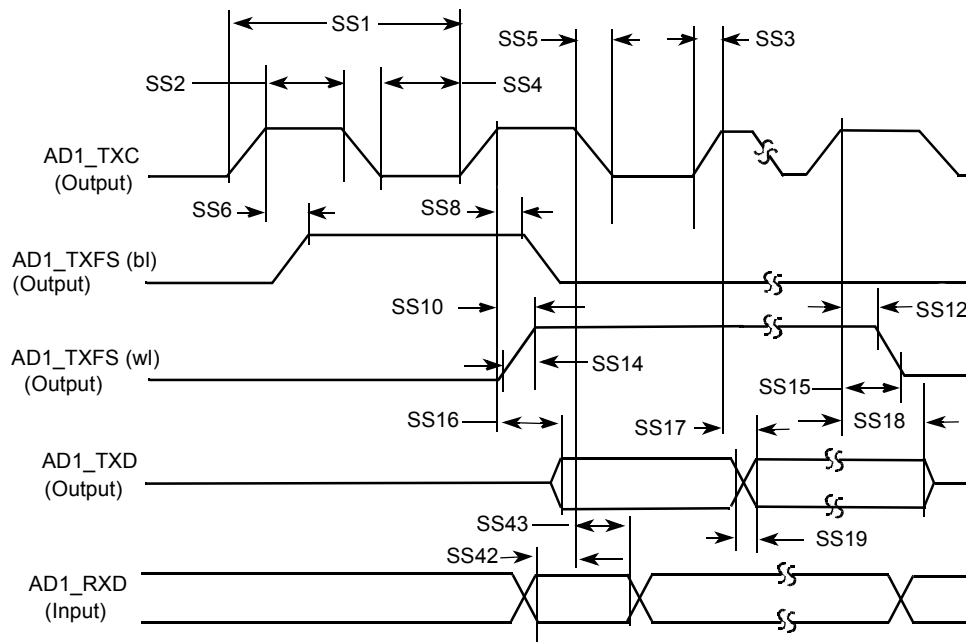 SS1
SS5
SS3
SS2
SS4
AD1_TXC
(Output)
SS6
SS8
AD1_TXFS (bl)
(Output)
SS10
SS12
AD1_TXFS (wl)
(Output)
SS14
SS15
SS16
SS17
SS18
AD1_TXD
(Output)
SS43
SS19
SS42
AD1_RXD
(Input)